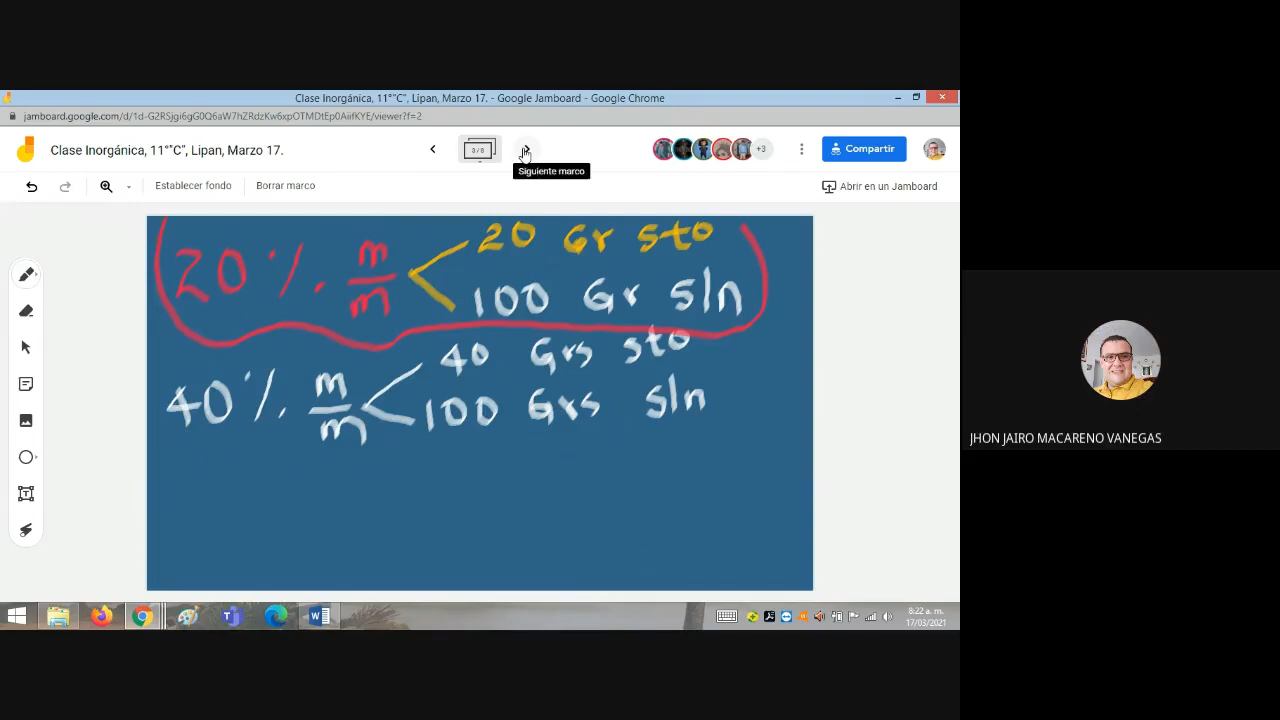 Clase Inorgánica, 11°"C", Lipan, Marzo 17. - Google Jamboard - Google Chrome
jamboard.google.com/d/1d-G2RSjgi6gG0Q6aW7hZRdzKw6xpOTMDtEp0AiifKYE/viewer?f=2
Clase Inorgánica, 11°"C", Lipan, Marzo 17.
3/8
+3
Compartir
Siguiente marco
Establecer fondo
Borrar marco
Abrir en un Jamboard
20 Gr sto
20% m/m
100 Gr sln
40 Grs sto
40% m/m
100 Grs sln
JHON JAIRO MACARENO VANEGAS
8:22 a. m.
17/03/2021